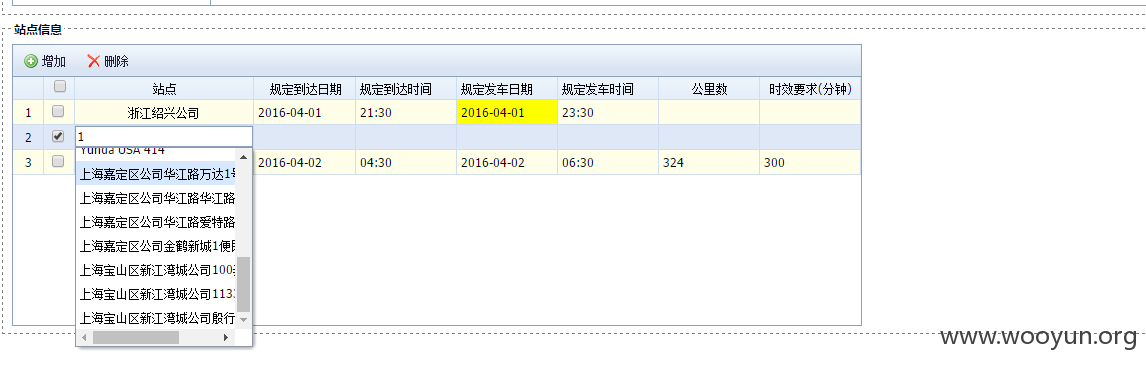 站点信息
增加 删除
站点 规定到达日期 规定到达时间 规定发车日期 规定发车时间 公里数 时效要求(分钟)
1 浙江绍兴公司 2016-04-01 21:30 2016-04-01 23:30
2 1
Yunda USA 414
3 2016-04-02 04:30 2016-04-02 06:30 324 300
上海嘉定区公司华江路万达1号
上海嘉定区公司华江路华江路
上海嘉定区公司华江路爱特路
上海嘉定区公司金鹤新城1便民
上海宝山区新江湾城公司100
上海宝山区新江湾城公司113
上海宝山区新江湾城公司殷行
www.wooyun.org